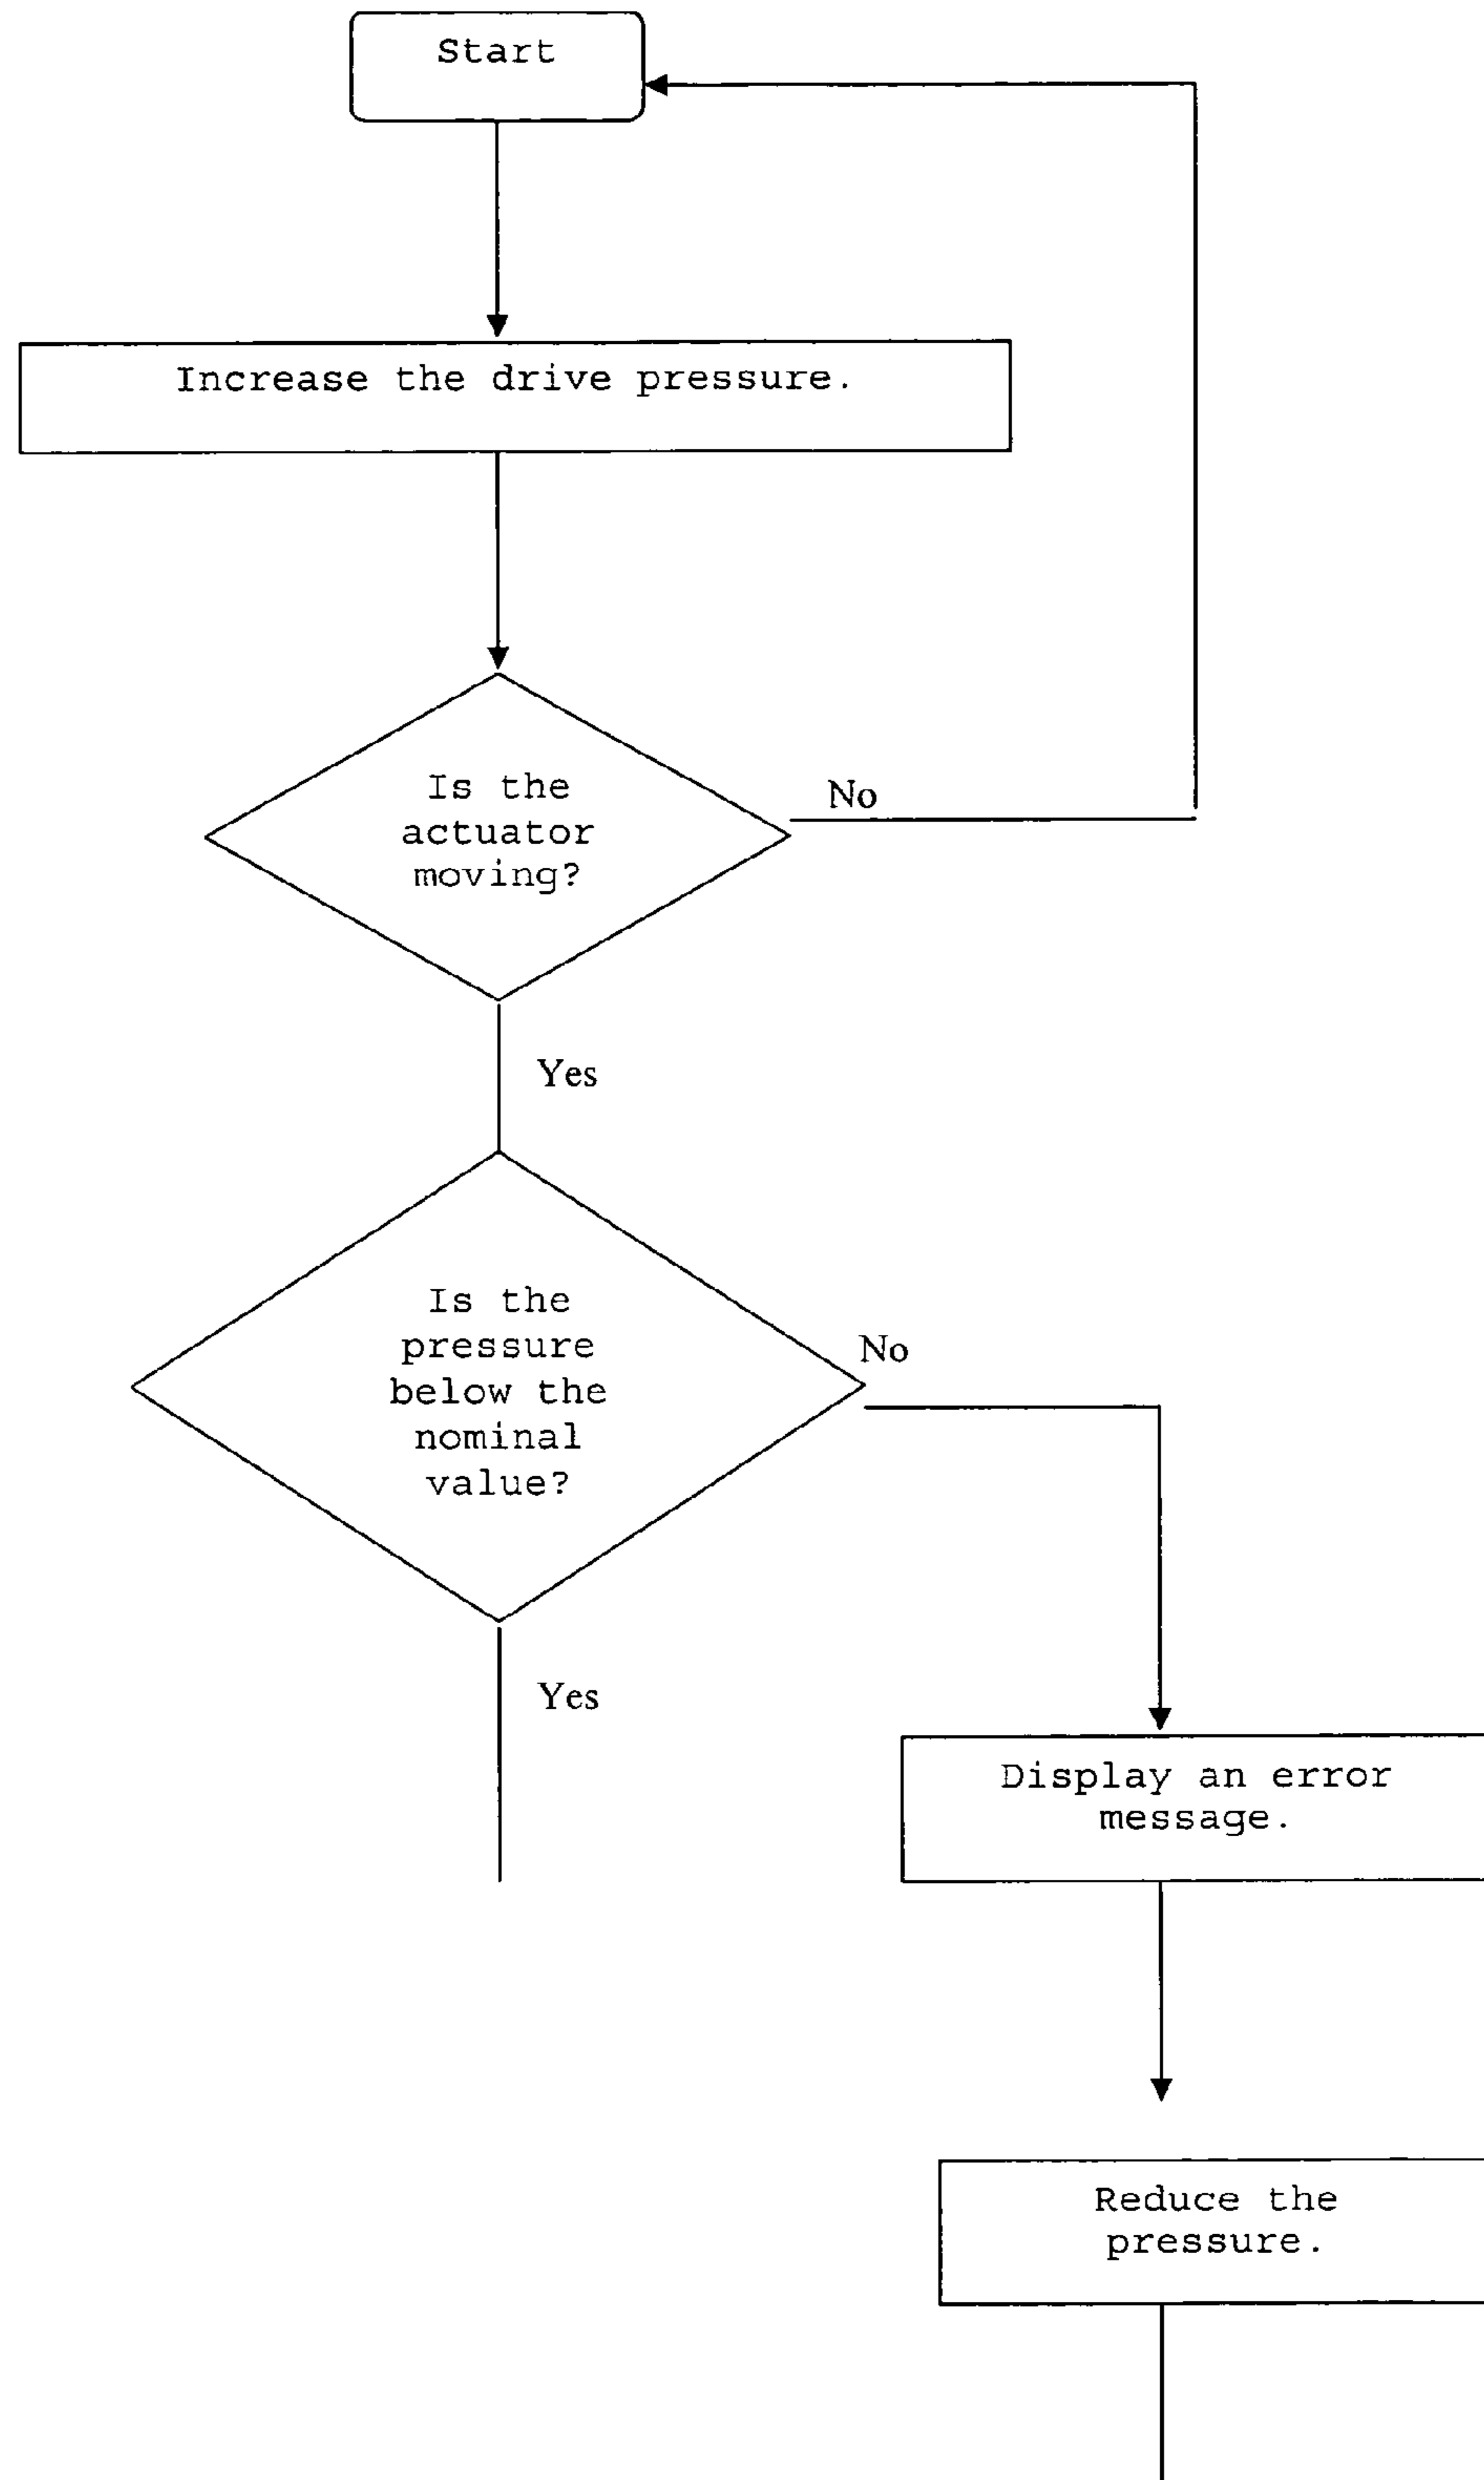 Start
Increase the drive pressure.
Is the
actuator
moving?
No
Yes
Is the
pressure
below the
nominal
value?
No
Yes
Display an error
message.
Reduce the
pressure.